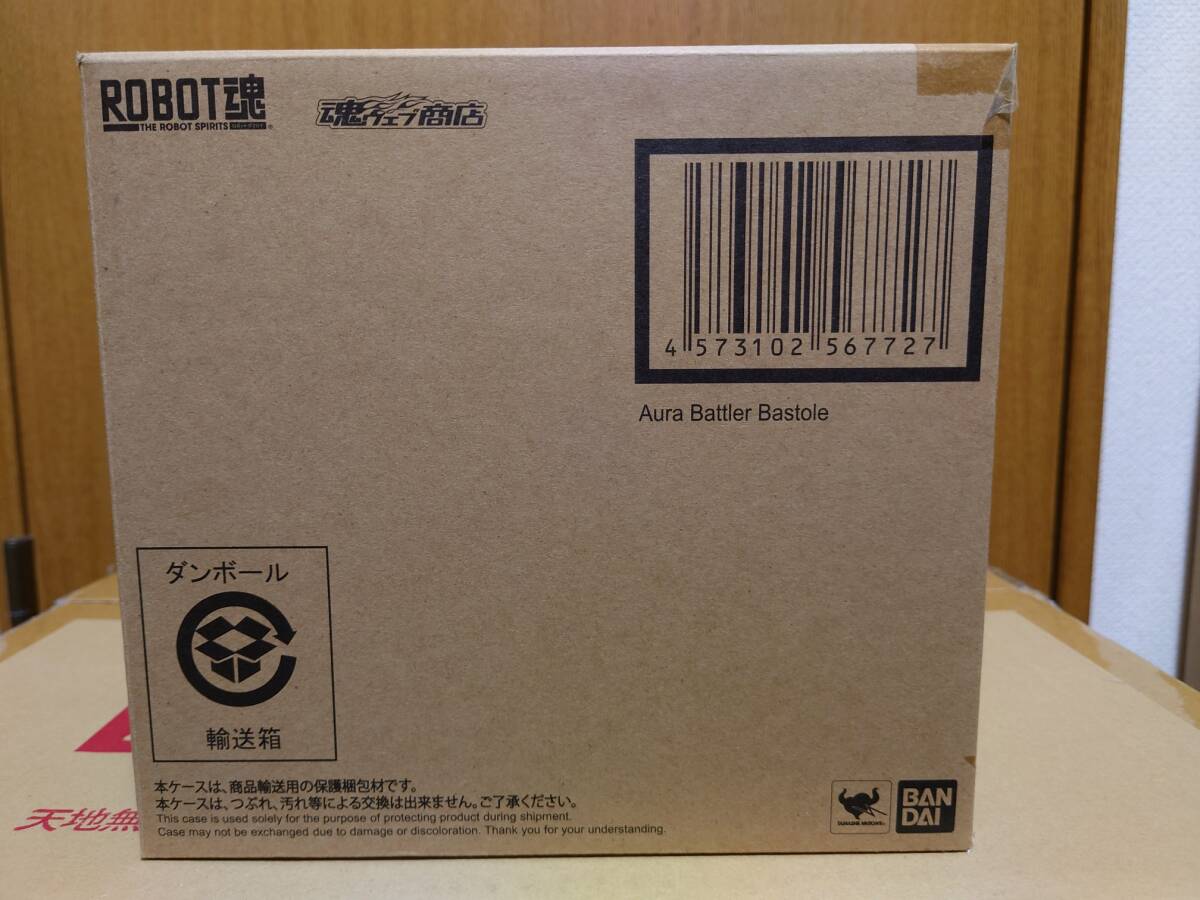 ROBOT魂
THE ROBOT SPIRITS
魂ウェブ商店
4 573102 567727
Aura Battler Bastole
ダンボール
輸送箱
本ケースは、商品輸送用の保護梱包材です。
本ケースは、つぶれ、汚れ等による交換は出来ません。ご了承ください。
This case is used solely for the purpose of protecting product during shipment.
Case may not be exchanged due to damage or discoloration. Thank you for your understanding.
BAN
DAI
天地無